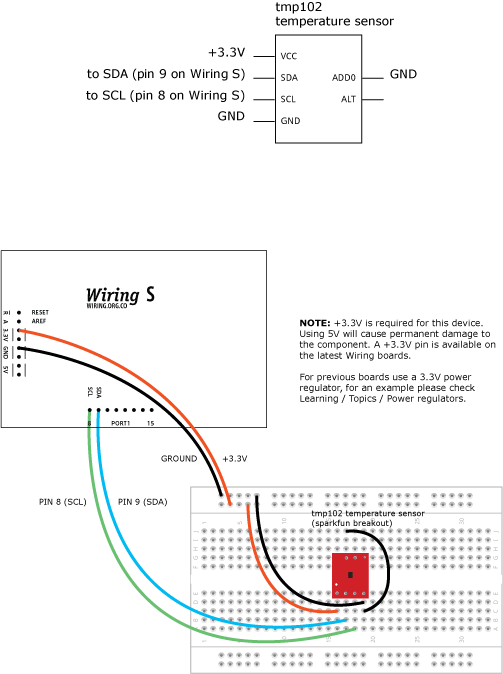 tmp102
temperature sensor
+3.3V
VCC
to SDA (pin 9 on Wiring S)
SDA
ADD0
GND
to SCL (pin 8 on Wiring S)
SCL
ALT
GND
GND
Wiring S
WIRING.ORG.CO
RESET
AREF
3.3V
GND
5V
SCL
SDA
8
PORT1
15
NOTE: +3.3V is required for this device.
Using 5V will cause permanent damage to
the component. A +3.3V pin is available on
the latest Wiring boards.
For previous boards use a 3.3V power
regulator, for an example please check
Learning / Topics / Power regulators.
GROUND
+3.3V
PIN 8 (SCL)
PIN 9 (SDA)
tmp102 temperature sensor
(sparkfun breakout)